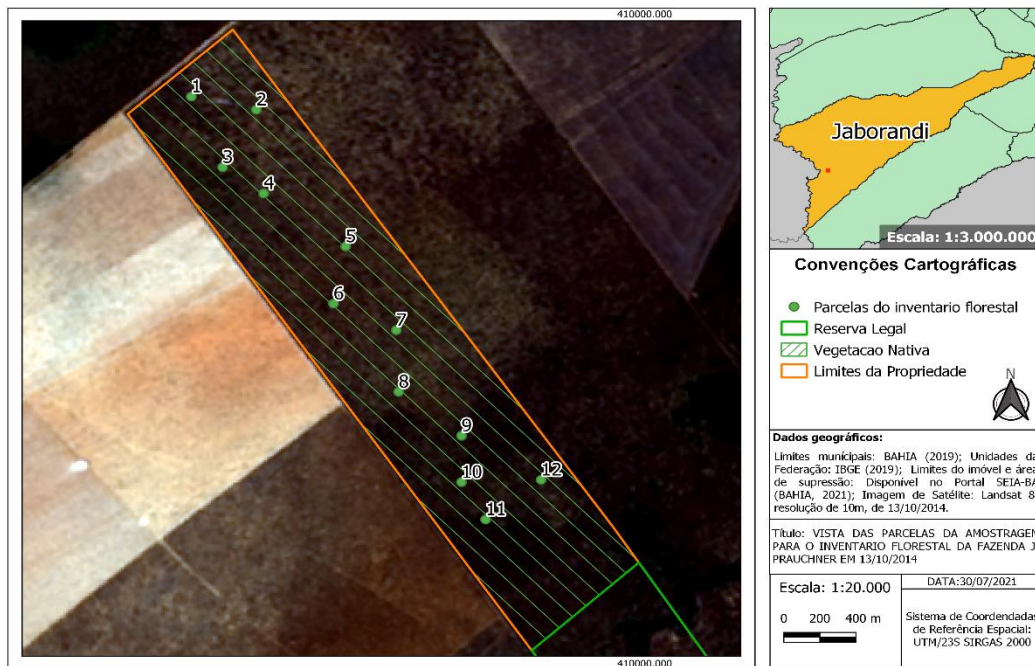 410000.000
1
2
3
4
5
6
7
8
9
10
12
11
410000.000
Jaborandi
Escala: 1:3.000.000
Convenções Cartográficas
Parcelas do inventario florestal
Reserva Legal
Vegetacao Nativa
Limites da Propriedade
N
Dados geográficos:
Limites municipais: BAHIA (2019); Unidades da
Federação: IBGE (2019); Limites do imóvel e área
de supressão: Disponível no Portal SEIA-BA
(BAHIA, 2021); Imagem de Satélite: Landsat 8,
resolução de 10m, de 13/10/2014.
Título: VISTA DAS PARCELAS DA AMOSTRAGEM
PARA O INVENTARIO FLORESTAL DA FAZENDA J
PRAUCHNER EM 13/10/2014
Escala: 1:20.000
0 200 400 m
DATA:30/07/2021
Sistema de Coordendadas
de Referência Espacial:
UTM/23S SIRGAS 2000